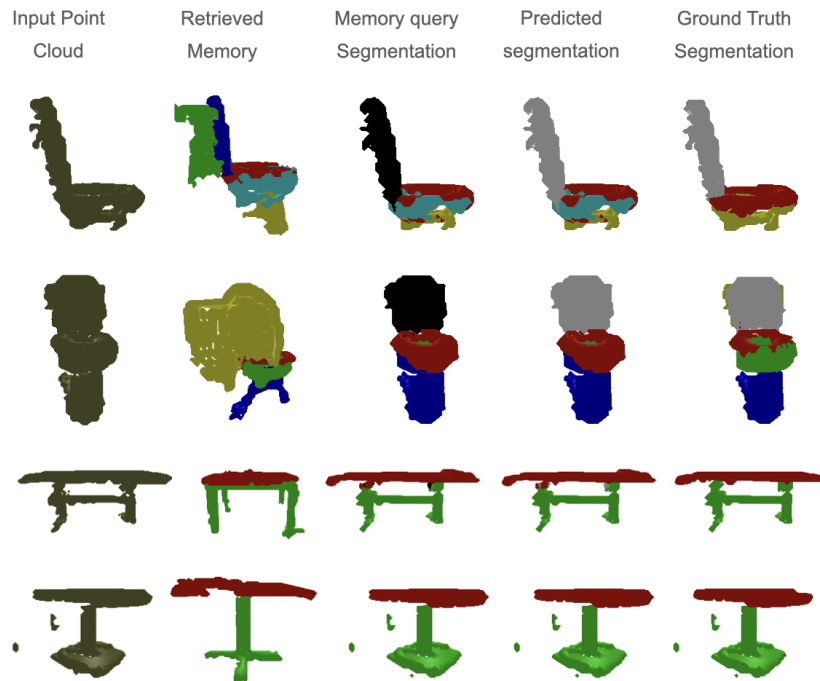 Input Point Cloud
Retrieved Memory
Memory query Segmentation
Predicted segmentation
Ground Truth Segmentation